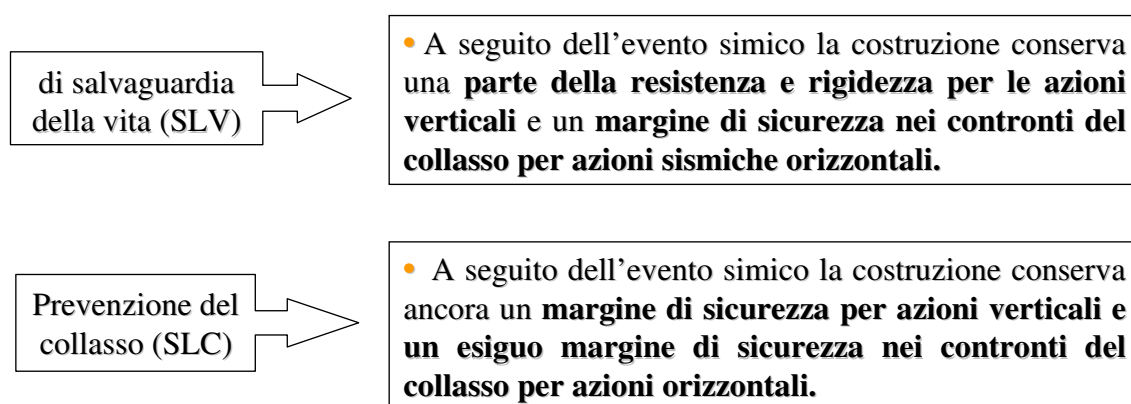 di salvaguardia
della vita (SLV)
• A seguito dell'evento simico la costruzione conserva
una parte della resistenza e rigidezza per le azioni
verticali e un margine di sicurezza nei contronti del
collasso per azioni sismiche orizzontali.
Prevenzione del
collasso (SLC)
• A seguito dell'evento simico la costruzione conserva
ancora un margine di sicurezza per azioni verticali e
un esiguo margine di sicurezza nei contronti del
collasso per azioni orizzontali.